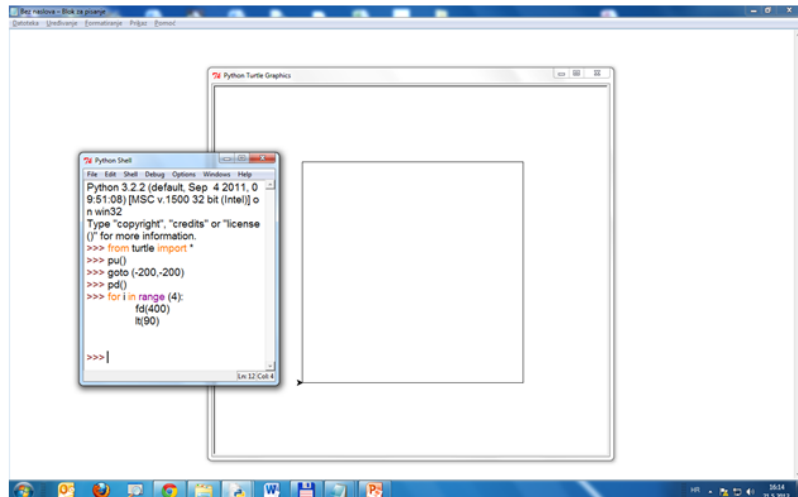 Bez naslova – Blok za pisanje
Datoteka Uređivanje Formatiranje Prikaz Pomoć
Python Turtle Graphics
Python Shell
File Edit Shell Debug Options Windows Help
Python 3.2.2 (default, Sep 4 2011, 0
9:51:08) [MSC v.1500 32 bit (Intel)] o
n win32
Type "copyright", "credits" or "license
()" for more information.
>>> from turtle import *
>>> pu()
>>> goto (-200,-200)
>>> pd()
>>> for i in range (4):
fd(400)
lt(90)
>>>
Ln: 12 Col: 4
HR
16:14